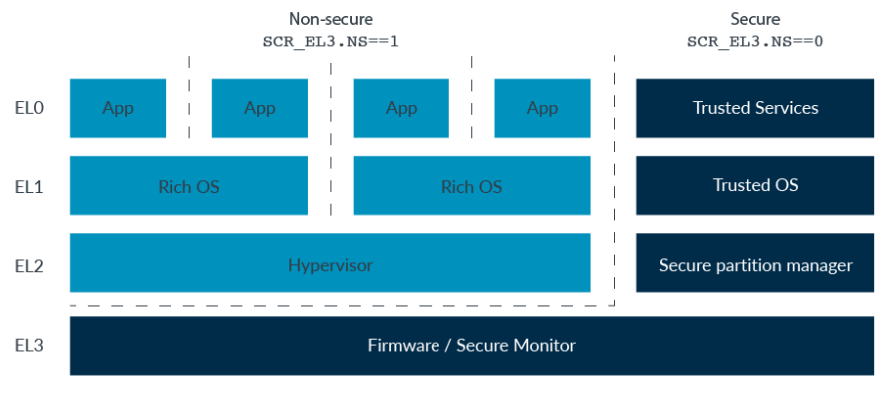 Non-secure
SCR_EL3.NS==1
Secure
SCR_EL3.NS==0
EL0
App
App
App
App
Trusted Services
EL1
Rich OS
Rich OS
Trusted OS
EL2
Hypervisor
Secure partition manager
EL3
Firmware / Secure Monitor